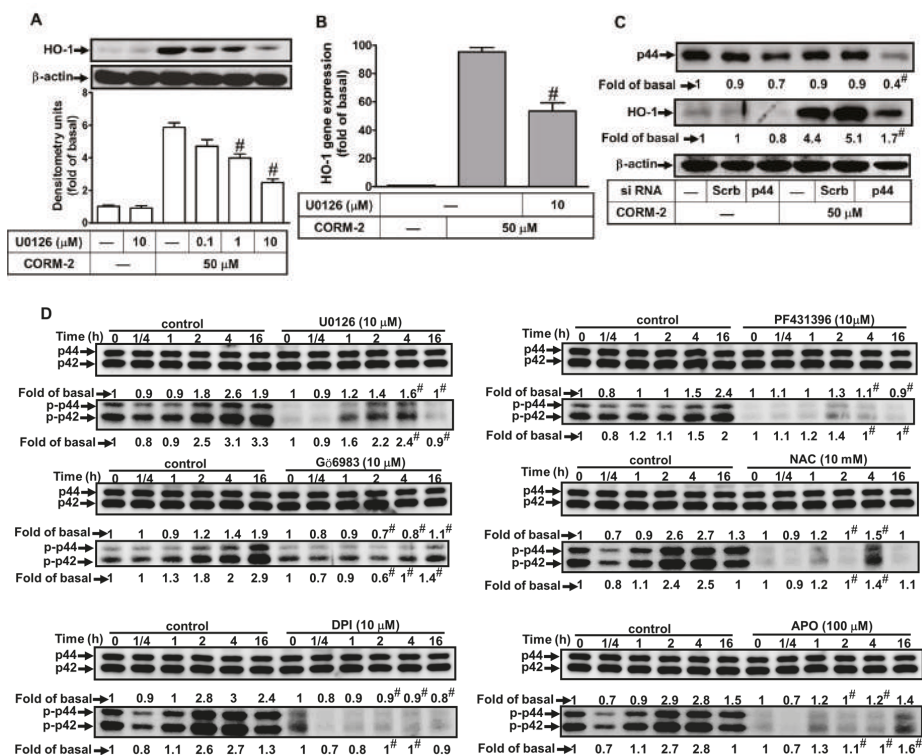 A
HO-1
β-actin
Densitometry units
(fold of basal)
8
6
4
2
0
#
#
U0126 (μM) — 10 — 0.1 1 10
CORM-2 — 50 μM
B
HO-1 gene expression
(fold of basal)
120
100
80
60
40
20
0
#
U0126 (μM) — 10
CORM-2 — 50 μM
C
p44
Fold of basal 1 0.9 0.7 0.9 0.9 0.4#
HO-1
Fold of basal 1 1 0.8 4.4 5.1 1.7#
β-actin
si RNA — Scrb p44 — Scrb p44
CORM-2 — 50 μM
D
control U0126 (10 μM)
Time (h) 0 1/4 1 2 4 16 0 1/4 1 2 4 16
p44
p42
Fold of basal 1 0.9 0.9 1.8 2.6 1.9 1 0.9 1.2 1.4 1.6# 1#
p-p44
p-p42
Fold of basal 1 0.8 0.9 2.5 3.1 3.3 1 0.9 1.6 2.2 2.4# 0.9#
control PF431396 (10μM)
Time (h) 0 1/4 1 2 4 16 0 1/4 1 2 4 16
p44
p42
Fold of basal 1 0.8 1 1 1.5 2.4 1 1.1 1 1.3 1.1# 0.9#
p-p44
p-p42
Fold of basal 1 0.8 1.2 1.1 1.5 2 1 1.1 1.2 1.4 1# 1#
control Gö6983 (10 μM)
Time (h) 0 1/4 1 2 4 16 0 1/4 1 2 4 16
p44
p42
Fold of basal 1 1 0.9 1.2 1.4 1.9 1 0.8 0.9 0.7# 0.8# 1.1#
p-p44
p-p42
Fold of basal 1 1 1.3 1.8 2 2.9 1 0.7 0.9 0.6# 1# 1.4#
control NAC (10 mM)
Time (h) 0 1/4 1 2 4 16 0 1/4 1 2 4 16
p44
p42
Fold of basal 1 0.7 0.9 2.6 2.7 1.3 1 0.9 1.2 1# 1.5# 1
p-p44
p-p42
Fold of basal 1 0.8 1.1 2.4 2.5 1 1 0.9 1.2 1# 1.4# 1.1
control DPI (10 μM)
Time (h) 0 1/4 1 2 4 16 0 1/4 1 2 4 16
p44
p42
Fold of basal 1 0.9 1 2.8 3 2.4 1 0.8 0.9 0.9# 0.9# 0.8#
p-p44
p-p42
Fold of basal 1 0.8 1.1 2.6 2.7 1.3 1 0.7 0.8 1# 1# 0.9
control APO (100 μM)
Time (h) 0 1/4 1 2 4 16 0 1/4 1 2 4 16
p44
p42
Fold of basal 1 0.7 0.9 2.9 2.8 1.5 1 0.7 1.2 1# 1.2# 1.4
p-p44
p-p42
Fold of basal 1 0.7 1.1 2.7 2.7 1 1 0.7 1.3 1.1# 1# 1.6#